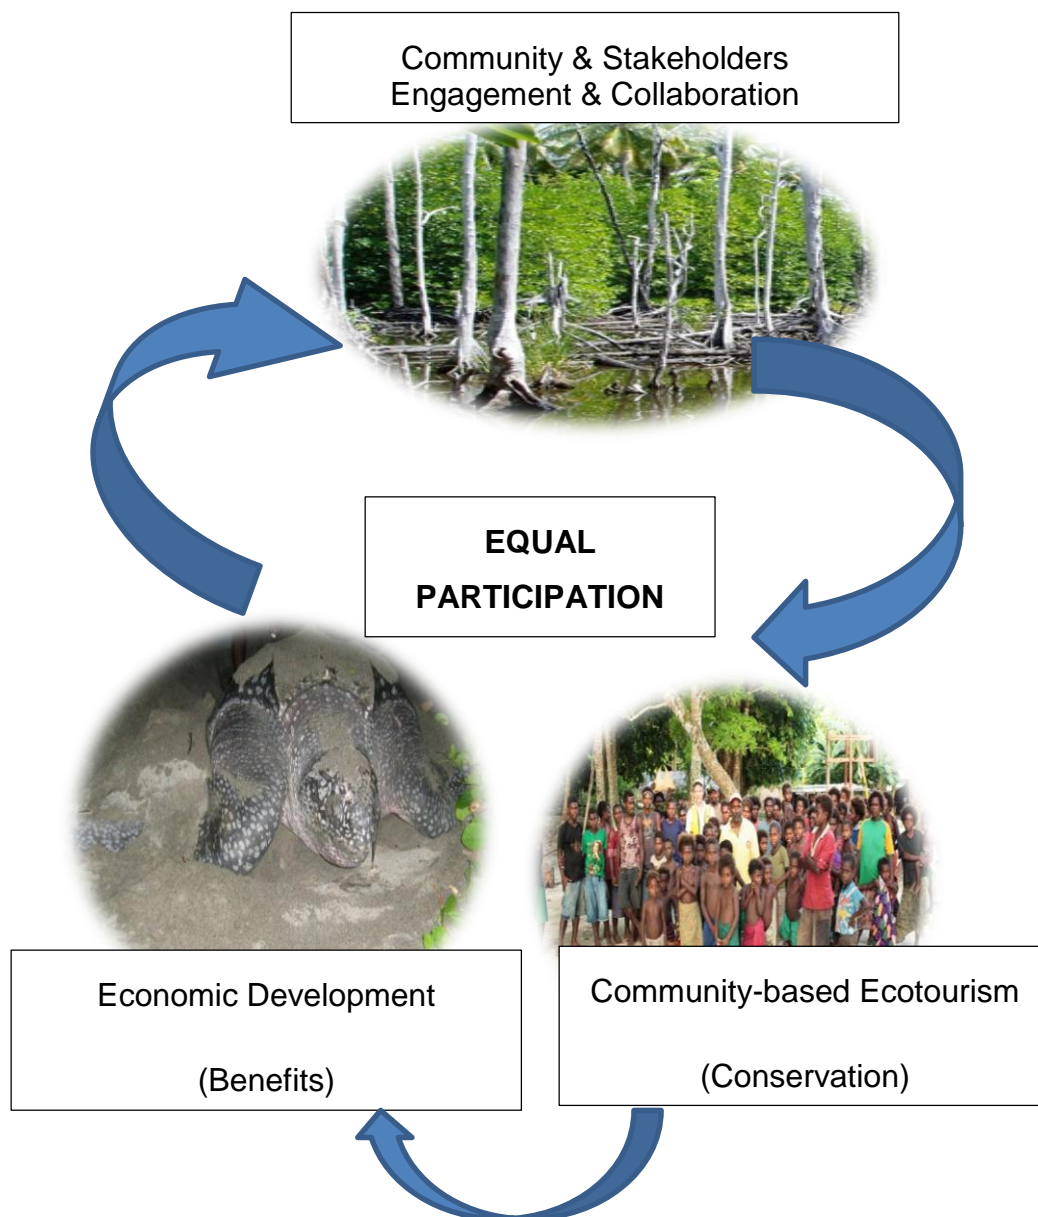 Community & Stakeholders
Engagement & Collaboration
EQUAL
PARTICIPATION
Economic Development
(Benefits)
Community-based Ecotourism
(Conservation)